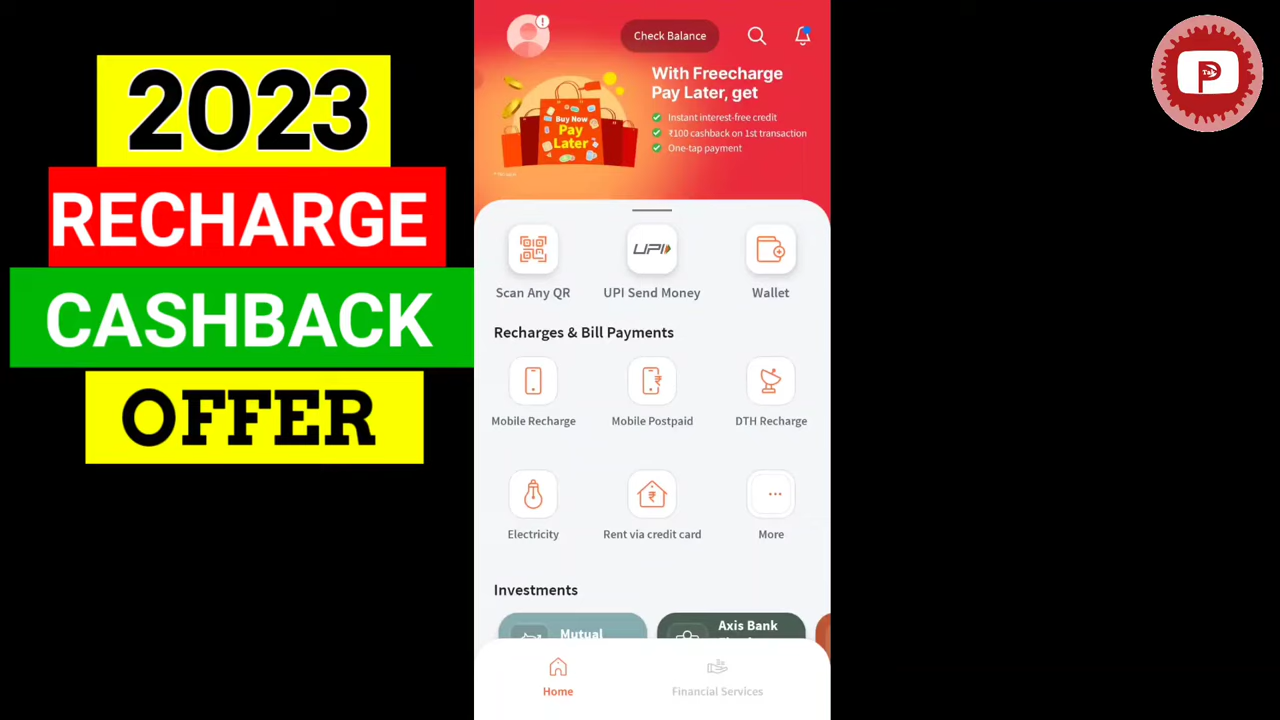 2023
RECHARGE
CASHBACK
OFFER
!
Check Balance
With Freecharge
Pay Later, get
Instant interest-free credit
₹100 cashback on 1st transaction
One-tap payment
Buy Now
Pay
Later
Scan Any QR
UPI
UPI Send Money
Wallet
Recharges & Bill Payments
Mobile Recharge
Mobile Postpaid
DTH Recharge
Electricity
Rent via credit card
More
Investments
Mutual
Axis Bank
Home
Financial Services
P